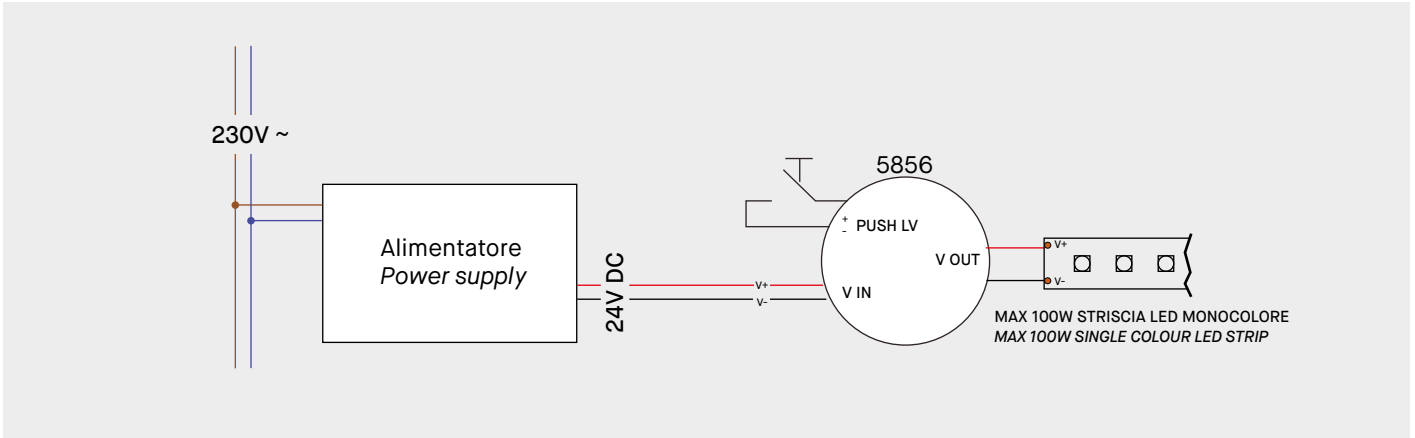 230V ~
Alimentatore
Power supply
24V DC
V+
V-
5856
+
-
PUSH LV
V IN
V OUT
V+
V-
MAX 100W STRISCIA LED MONOCOLORE
MAX 100W SINGLE COLOUR LED STRIP